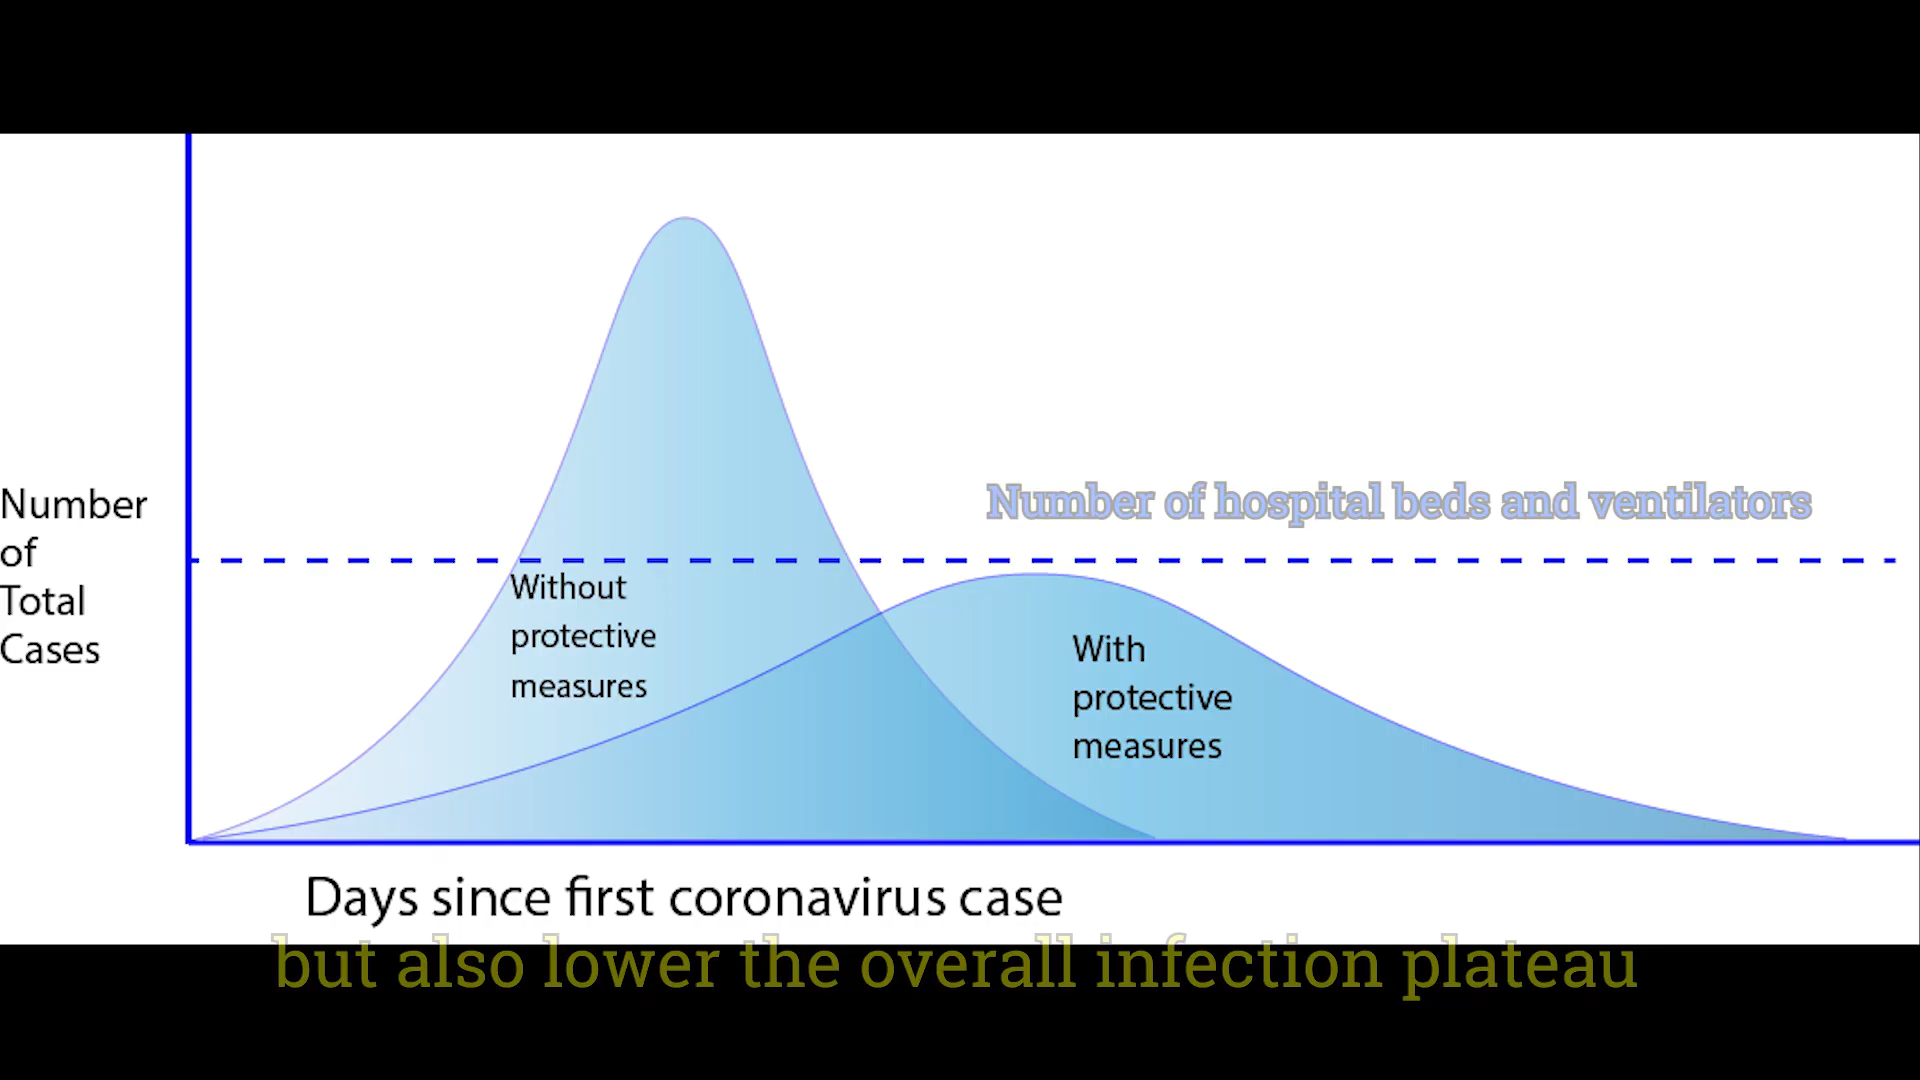 Number of hospital beds and ventilators
Number
of
Total
Cases
Without
protective
measures
With
protective
measures
Days since first coronavirus case
but also lower the overall infection plateau